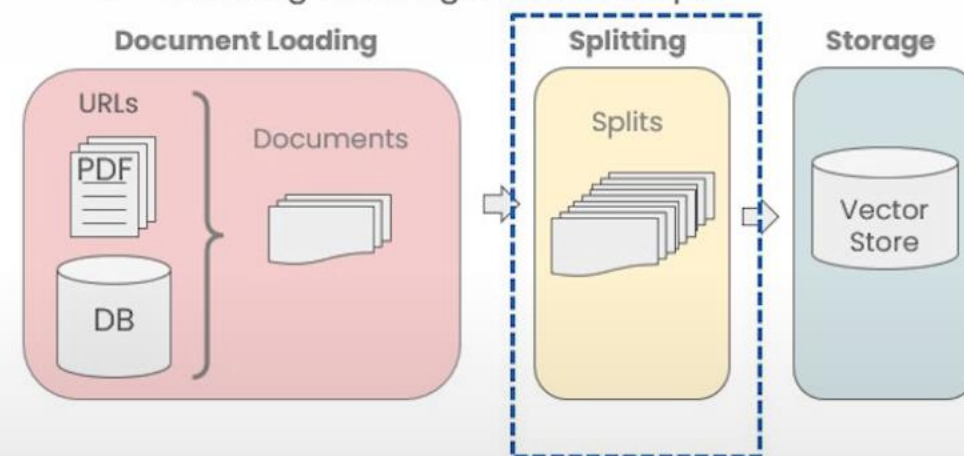 Document Loading
Splitting
Storage
URLs
PDF
DB
Documents
Splits
Vector
Store